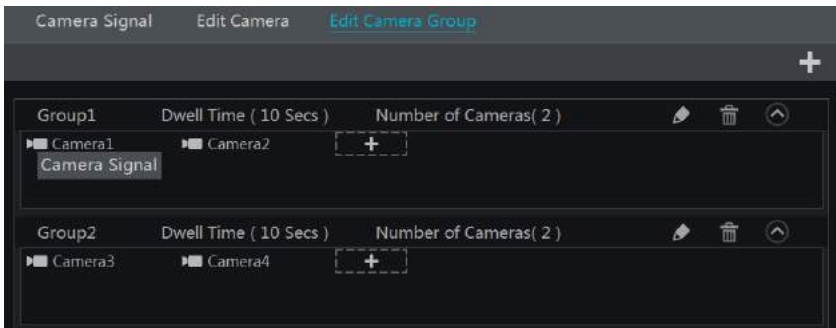 Camera Signal Edit Camera Edit Camera Group
Group1 Dwell Time ( 10 Secs ) Number of Cameras( 2 )
Camera1 Camera2
Camera Signal
Group2 Dwell Time ( 10 Secs ) Number of Cameras( 2 )
Camera3 Camera4